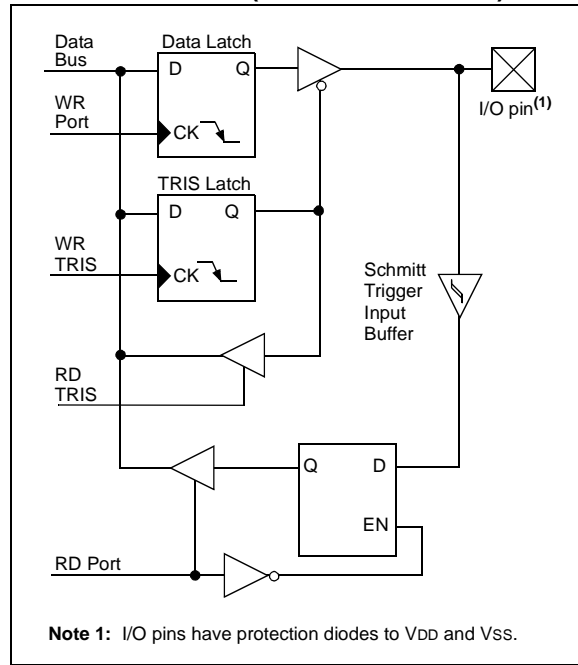 Data
Bus
Data Latch
D
Q
WR
Port
CK
I/O pin(1)
TRIS Latch
D
Q
WR
TRIS
CK
Schmitt
Trigger
Input
Buffer
RD
TRIS
Q
D
EN
RD Port
Note 1: I/O pins have protection diodes to VDD and VSS.